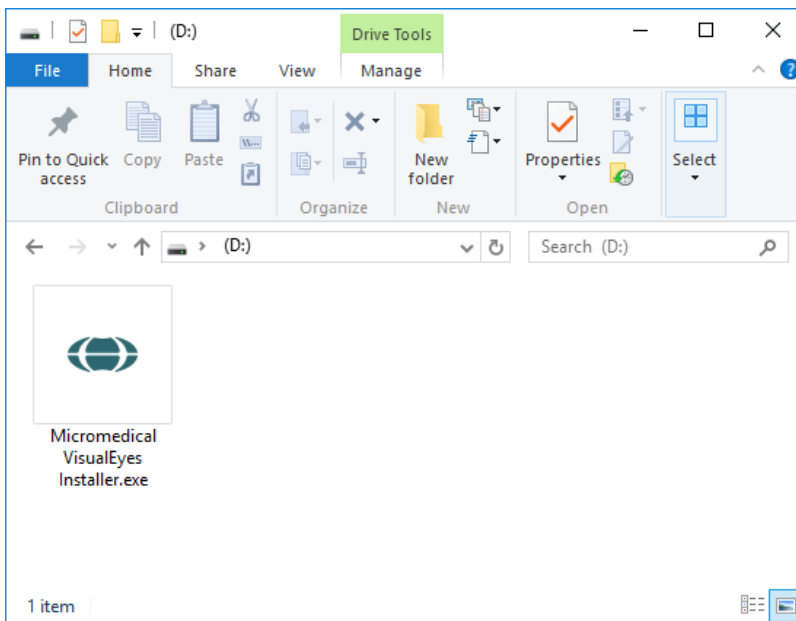 (D:)
Drive Tools
File
Home
Share
View
Manage
Pin to Quick
access
Copy
Paste
New
folder
Properties
Select
Clipboard
Organize
New
Open
(D:)
Search (D:)
Micromedical
VisualEyes
Installer.exe
1 item